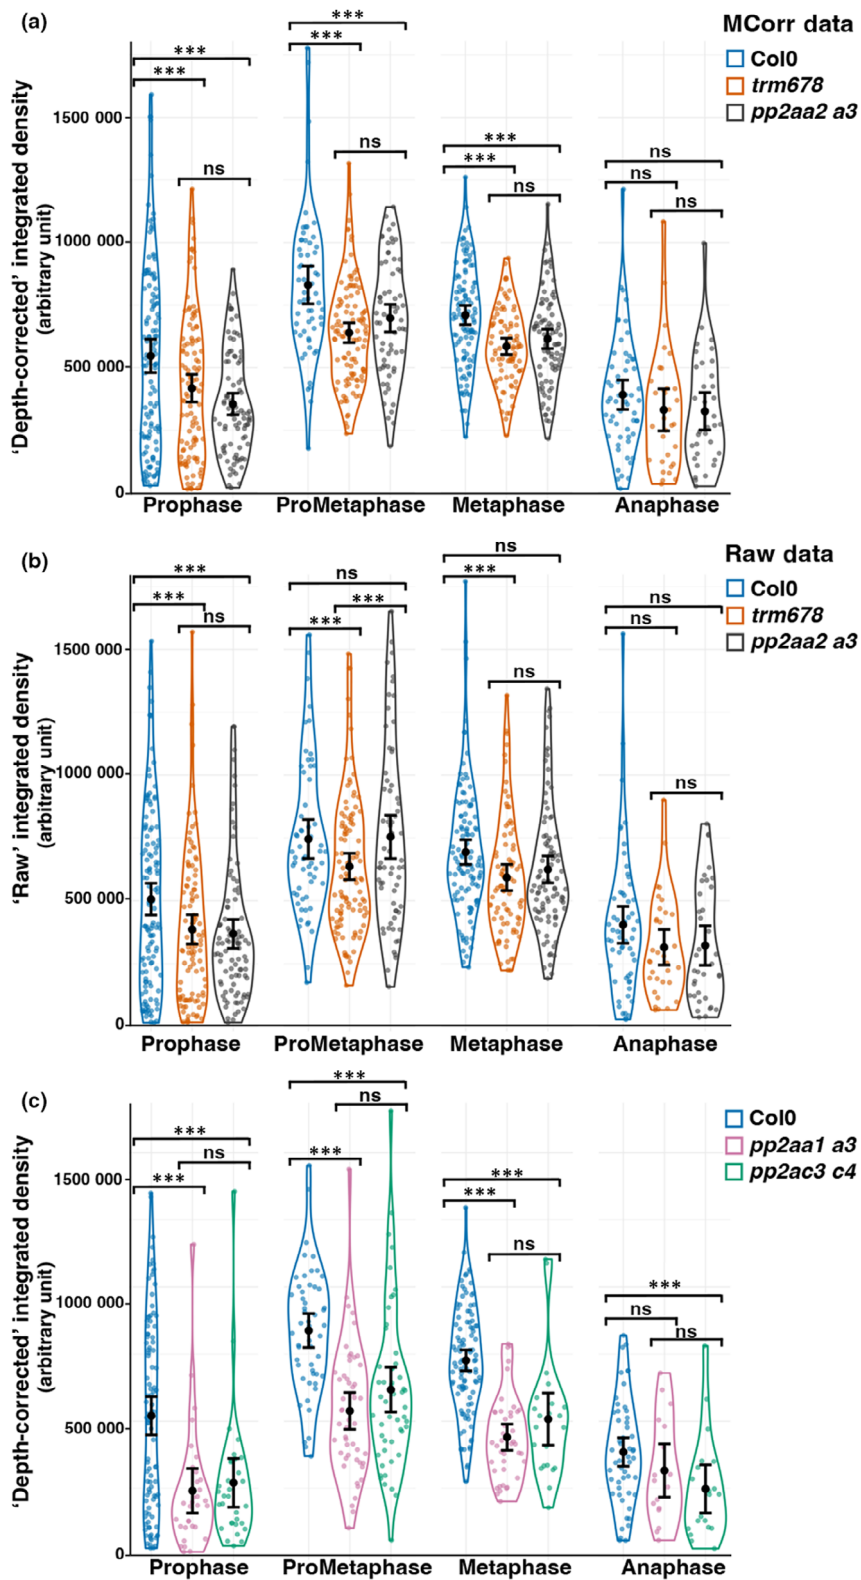 (a)
MCorr data
Col0
trm678
pp2aa2 a3
'Depth-corrected' integrated density
(arbitrary unit)
1500 000
1000 000
500 000
0
***
***
ns
***
***
ns
***
***
ns
ns
ns
ns
Prophase ProMetaphase Metaphase Anaphase
(b)
Raw data
Col0
trm678
pp2aa2 a3
'Raw' integrated density
(arbitrary unit)
1500 000
1000 000
500 000
0
***
***
ns
ns
***
***
ns
***
ns
ns
ns
ns
Prophase ProMetaphase Metaphase Anaphase
(c)
Col0
pp2aa1 a3
pp2ac3 c4
'Depth-corrected' integrated density
(arbitrary unit)
1500 000
1000 000
500 000
0
***
ns
***
***
ns
***
***
***
ns
***
ns
ns
Prophase ProMetaphase Metaphase Anaphase